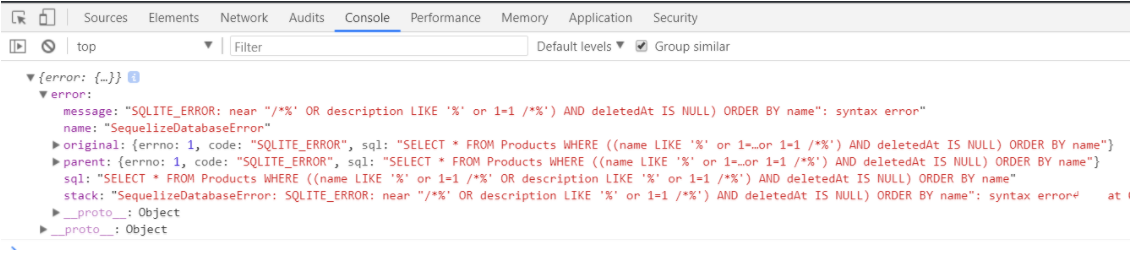 Sources Elements Network Audits Console Performance Memory Application Security
top Filter Default levels Group similar
{error: {…}} i
error:
message: "SQLITE_ERROR: near "/*%' OR description LIKE '%' or 1=1 /*%') AND deletedAt IS NULL) ORDER BY name": syntax error"
name: "SequelizeDatabaseError"
original: {errno: 1, code: "SQLITE_ERROR", sql: "SELECT * FROM Products WHERE ((name LIKE '%' or 1=…or 1=1 /*%') AND deletedAt IS NULL) ORDER BY name"}
parent: {errno: 1, code: "SQLITE_ERROR", sql: "SELECT * FROM Products WHERE ((name LIKE '%' or 1=…or 1=1 /*%') AND deletedAt IS NULL) ORDER BY name"}
sql: "SELECT * FROM Products WHERE ((name LIKE '%' or 1=1 /*%' OR description LIKE '%' or 1=1 /*%') AND deletedAt IS NULL) ORDER BY name"
stack: "SequelizeDatabaseError: SQLITE_ERROR: near "/*%' OR description LIKE '%' or 1=1 /*%') AND deletedAt IS NULL) ORDER BY name": syntax error↵ at
__proto__: Object
__proto__: Object